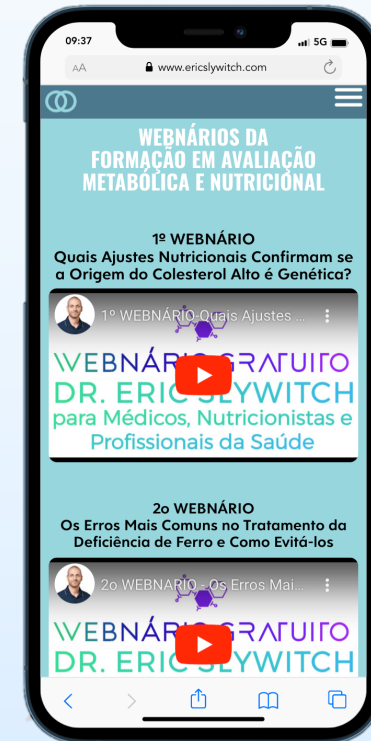 09:37
5G
AA
www.ericslywitch.com
WEBNÁRIOS DA
FORMAÇÃO EM AVALIAÇÃO
METABÓLICA E NUTRICIONAL
1º WEBNÁRIO
Quais Ajustes Nutricionais Confirmam se
a Origem do Colesterol Alto é Genética?
1º WEBNÁRIO-Quais Ajustes ...
WEBNÁRIO GRATUITO
DR. ERIC SLYWITCH
para Médicos, Nutricionistas e
Profissionais da Saúde
2o WEBNÁRIO
Os Erros Mais Comuns no Tratamento da
Deficiência de Ferro e Como Evitá-los
2o WEBNÁRIO - Os Erros Mai...
WEBNÁRIO GRATUITO
DR. ERIC SLYWITCH